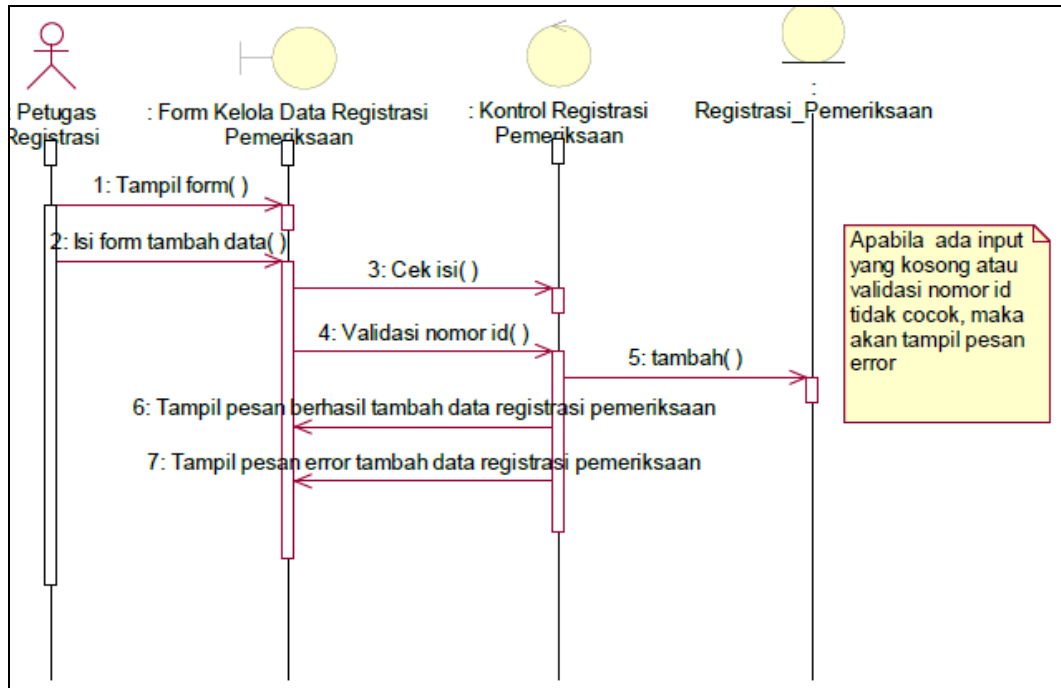 : Petugas
Registrasi
: Form Kelola Data Registrasi
Pemeriksaan
: Kontrol Registrasi
Pemeriksaan
:
Registrasi_Pemeriksaan
1: Tampil form( )
2: Isi form tambah data( )
3: Cek isi( )
4: Validasi nomor id( )
5: tambah( )
6: Tampil pesan berhasil tambah data registrasi pemeriksaan
7: Tampil pesan error tambah data registrasi pemeriksaan
Apabila ada input
yang kosong atau
validasi nomor id
tidak cocok, maka
akan tampil pesan
error